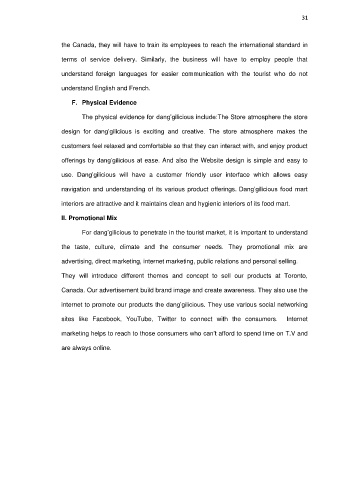 31
the Canada, they will have to train its employees to reach the international standard in
terms of service delivery. Similarly, the business will have to employ people that
understand foreign languages for easier communication with the tourist who do not
understand English and French.
F. Physical Evidence
The physical evidence for dang'gilicious include:The Store atmosphere the store
design for dang'gilicious is exciting and creative. The store atmosphere makes the
customers feel relaxed and comfortable so that they can interact with, and enjoy product
offerings by dang'gilicious at ease. And also the Website design is simple and easy to
use. Dang'gilicious will have a customer friendly user interface which allows easy
navigation and understanding of its various product offerings. Dang'gilicious food mart
interiors are attractive and it maintains clean and hygienic interiors of its food mart.
II. Promotional Mix
For dang'gilicious to penetrate in the tourist market, it is important to understand
the taste, culture, climate and the consumer needs. They promotional mix are
advertising, direct marketing, internet marketing, public relations and personal selling.
They will introduce different themes and concept to sell our products at Toronto,
Canada. Our advertisement build brand image and create awareness. They also use the
internet to promote our products the dang'gilicious. They use various social networking
sites like Facebook, YouTube, Twitter to connect with the consumers. Internet
marketing helps to reach to those consumers who can't afford to spend time on T.V and
are always online.